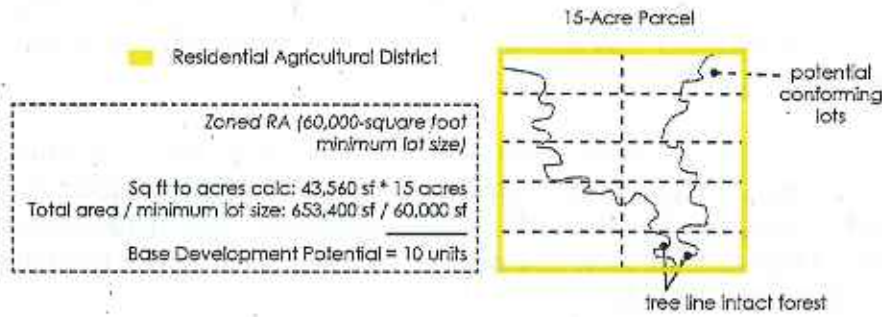 15-Acre Parcel
Residential Agricultural District
potential
conforming
lots
Zoned RA (60,000-square foot
minimum lot size)
Sq ft to acres calc: 43,560 sf * 15 acres
Total area / minimum lot size: 653,400 sf / 60,000 sf
Base Development Potential = 10 units
tree line intact forest